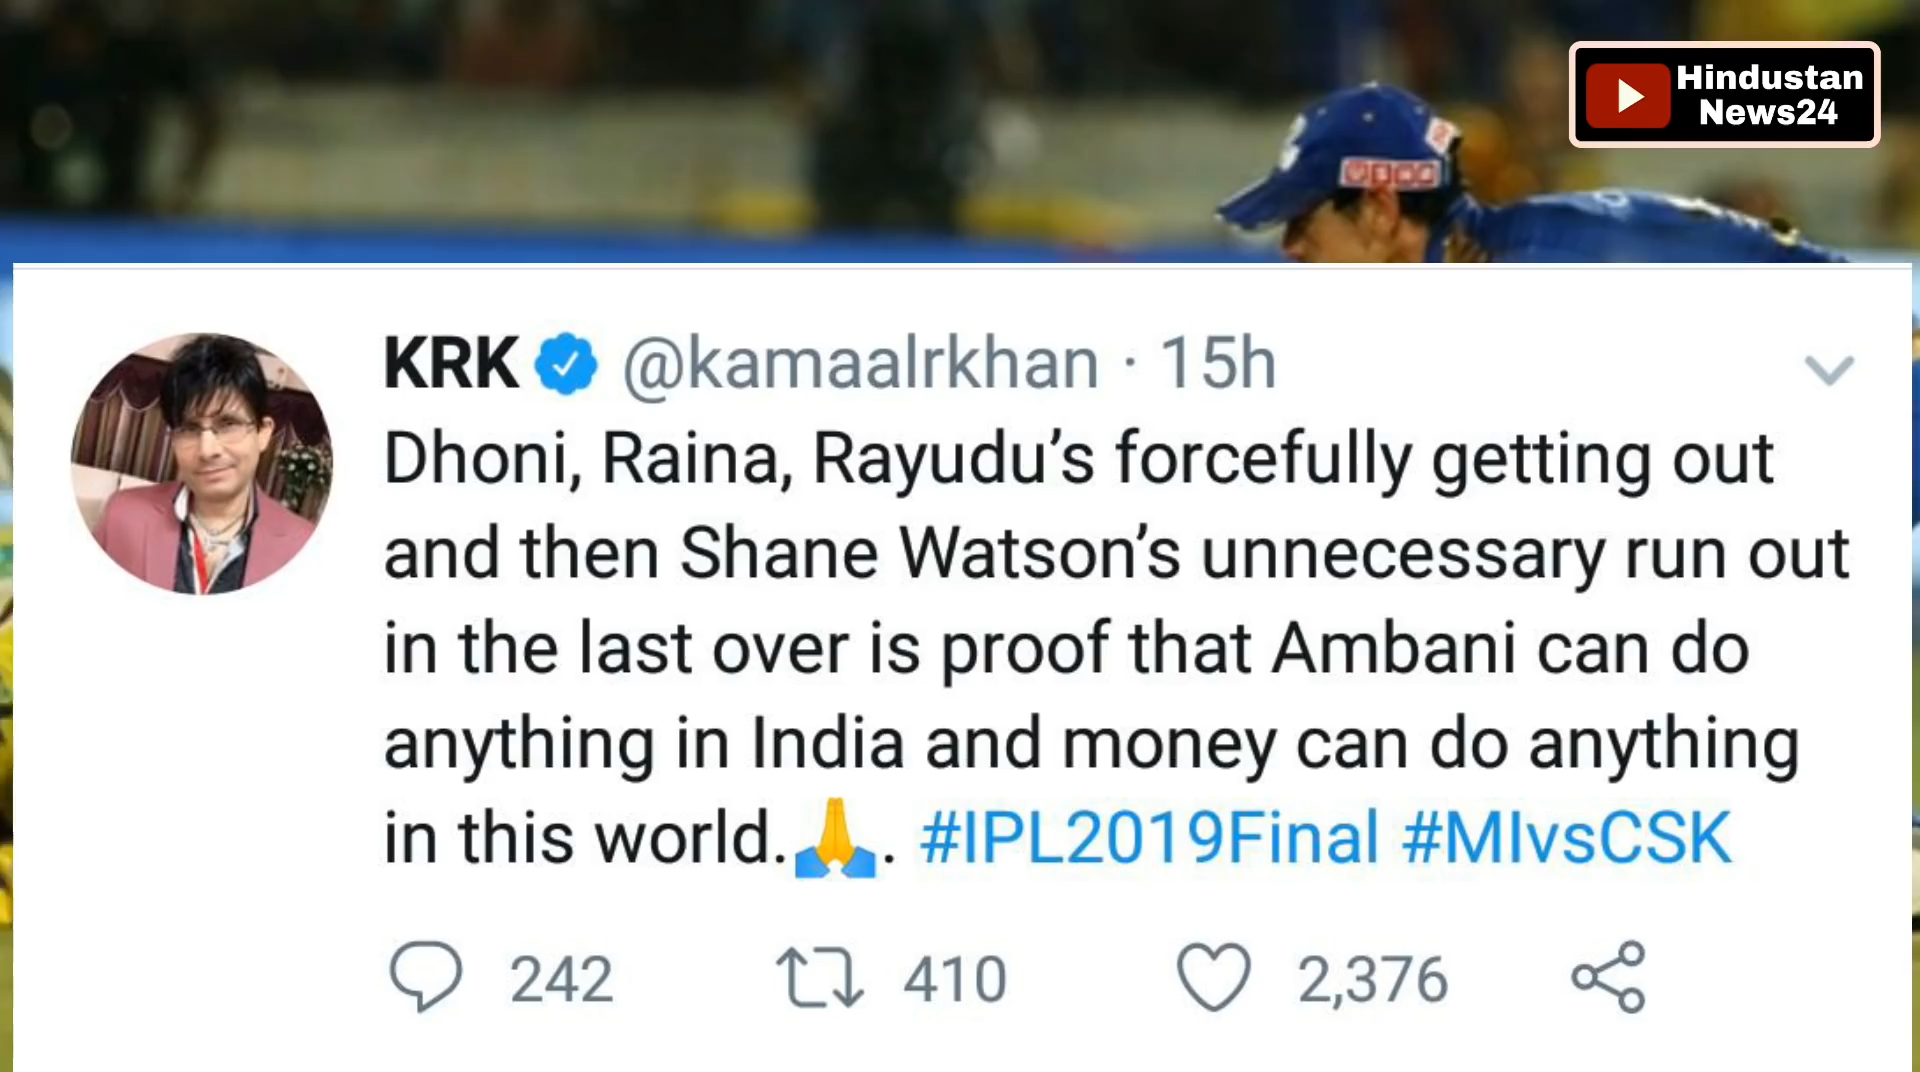 Hindustan
News24
KRK @kamaalrkhan · 15h
Dhoni, Raina, Rayudu’s forcefully getting out
and then Shane Watson’s unnecessary run out
in the last over is proof that Ambani can do
anything in India and money can do anything
in this world.🙏. #IPL2019Final #MIvsCSK
242 410 2,376